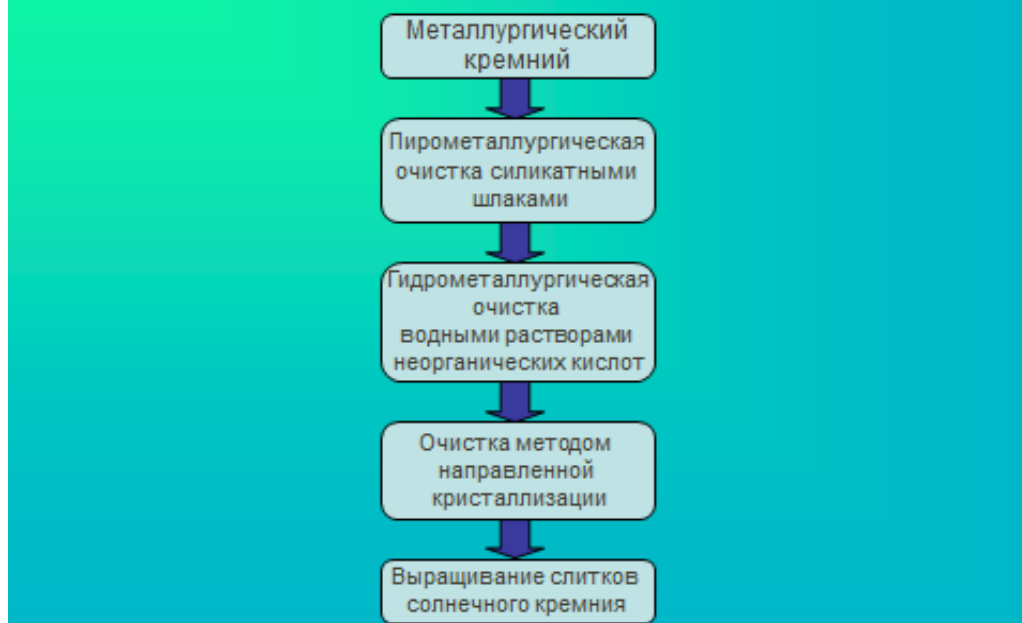 Металлургический
кремний
Пирометаллургическая
очистка силикатными
шлаками
Гидрометаллургическая
очистка
водными растворами
неорганических кислот
Очистка методом
направленной
кристаллизации
Выращивание слитков
солнечного кремния